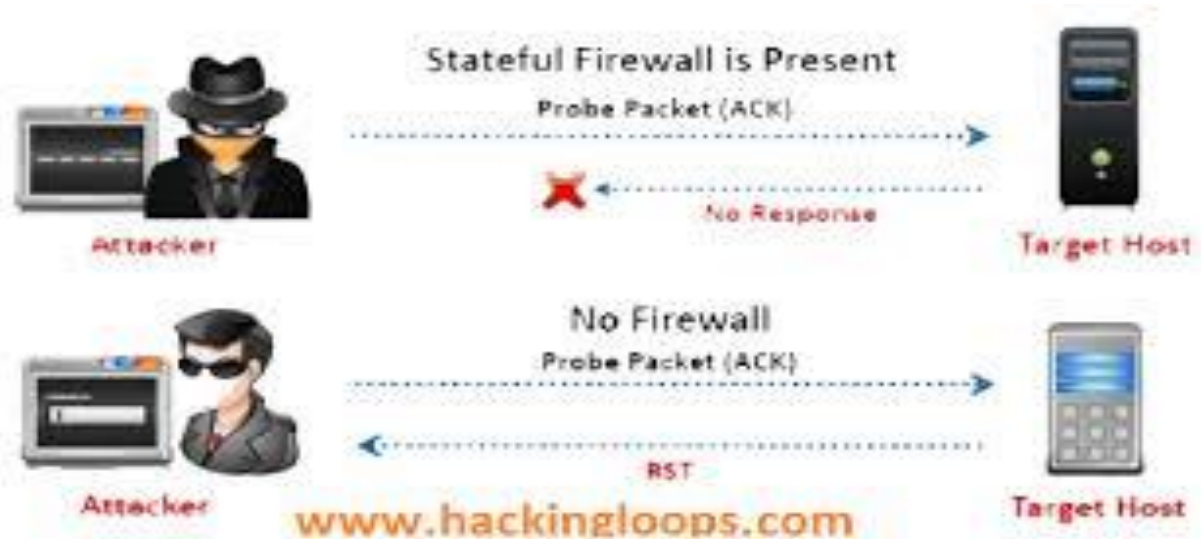 Stateful Firewall is Present
Probe Packet (ACK)
No Response
Attacker
Target Host
No Firewall
Probe Packet (ACK)
RST
Attacker
Target Host
www.hackingloops.com